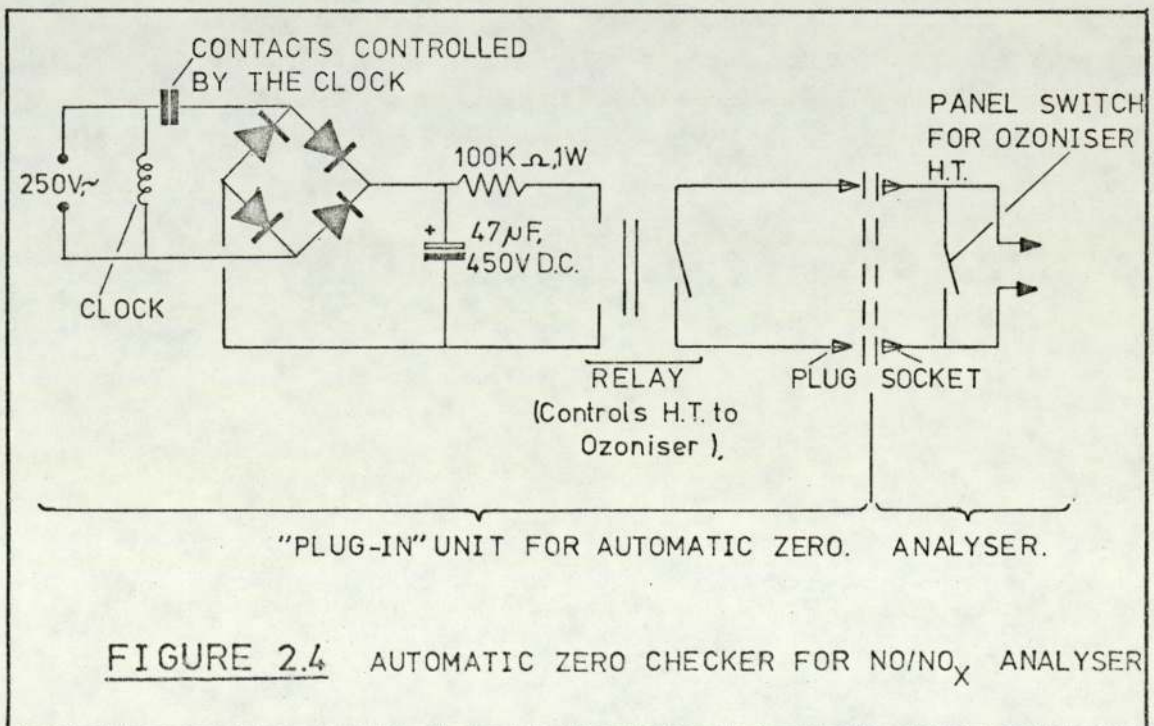 CONTACTS CONTROLLED
BY THE CLOCK
PANEL SWITCH
FOR OZONISER
H.T.
250V,~
100K Ω,1W
+
47µF,
450V D.C.
CLOCK
RELAY
(Controls H.T. to
Ozoniser ).
PLUG
SOCKET
"PLUG-IN" UNIT FOR AUTOMATIC ZERO.
ANALYSER.
FIGURE 2.4 AUTOMATIC ZERO CHECKER FOR NO/NOX ANALYSER